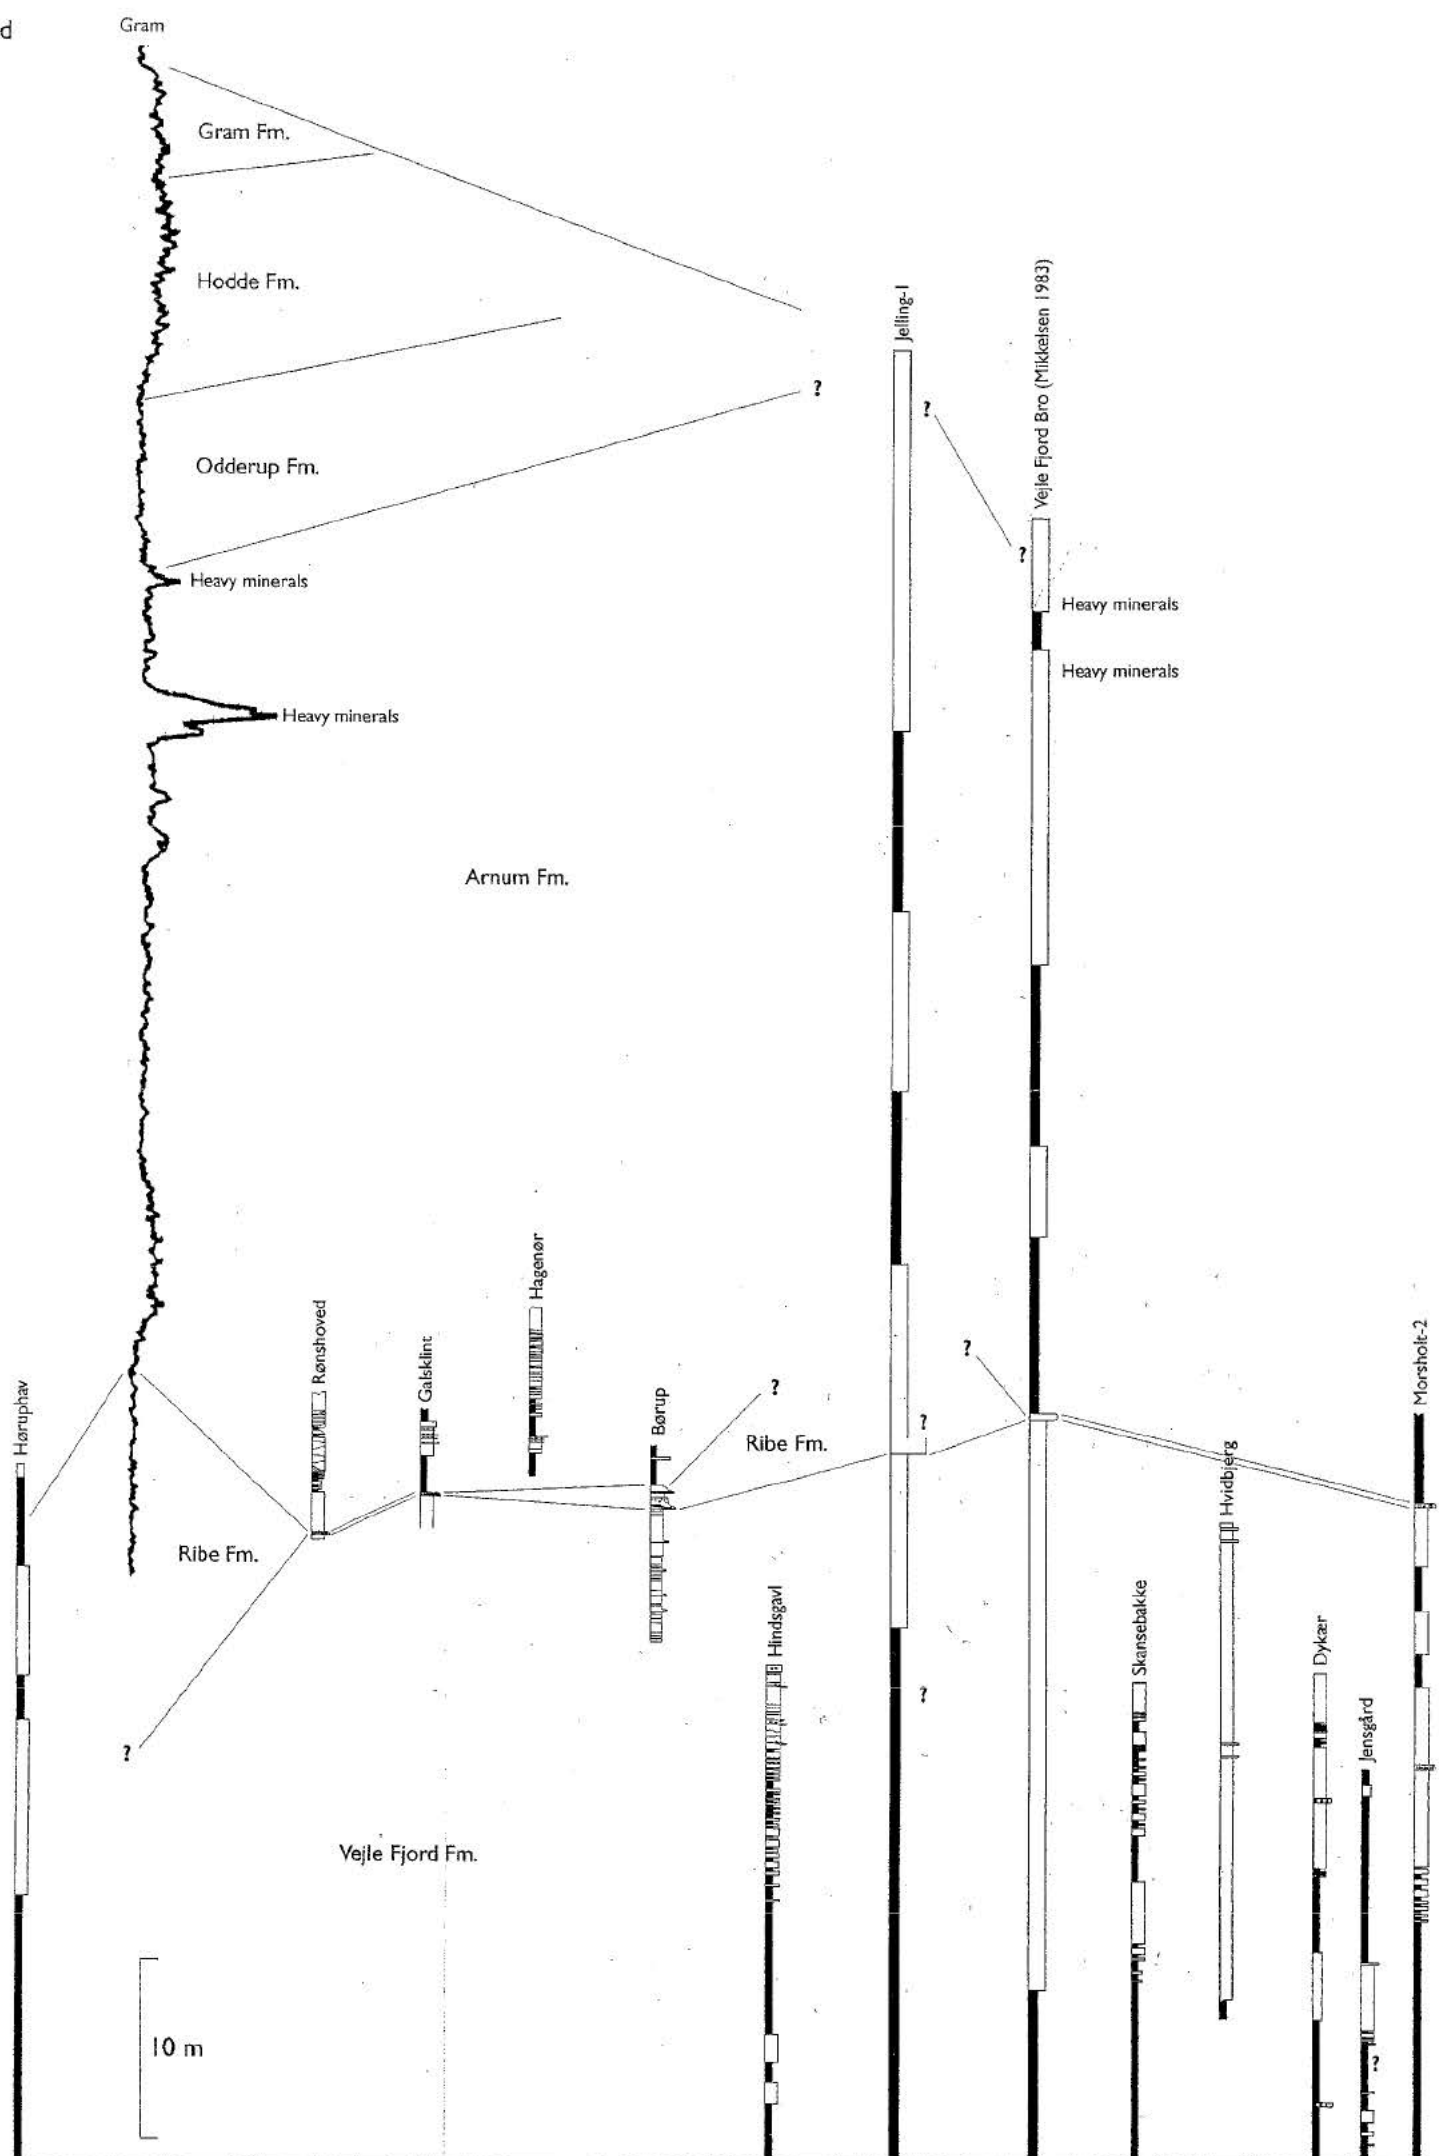 d
Gram
Gram Fm.
Hodde Fm.
Odderup Fm.
?
Heavy minerals
Heavy minerals
Arnum Fm.
Jelling-1
?
Vejle Fjord Bro (Mikkelsen 1983)
?
Heavy minerals
Heavy minerals
Høruphav
Rønshoved
Galsklint
Hagenør
Børup
?
Ribe Fm.
?
?
Morsholt-2
Hvidbjerg
Ribe Fm.
?
Hindsgavl
?
Skansebakke
Dykær
Jensgård
Vejle Fjord Fm.
10 m
?